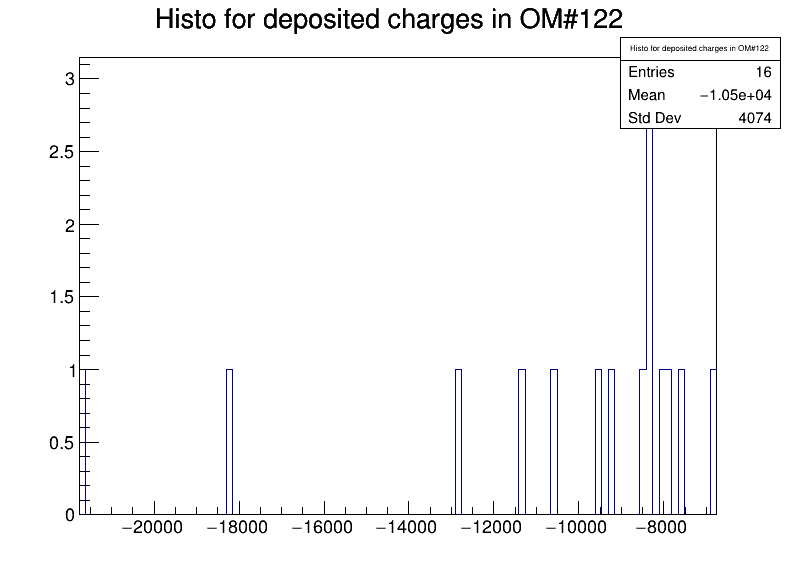 Histo for deposited charges in OM#122
Histo for deposited charges in OM#122
Entries 16
Mean −1.05e+04
Std Dev 4074
3
2.5
2
1.5
1
0.5
0
−20000 −18000 −16000 −14000 −12000 −10000 −8000